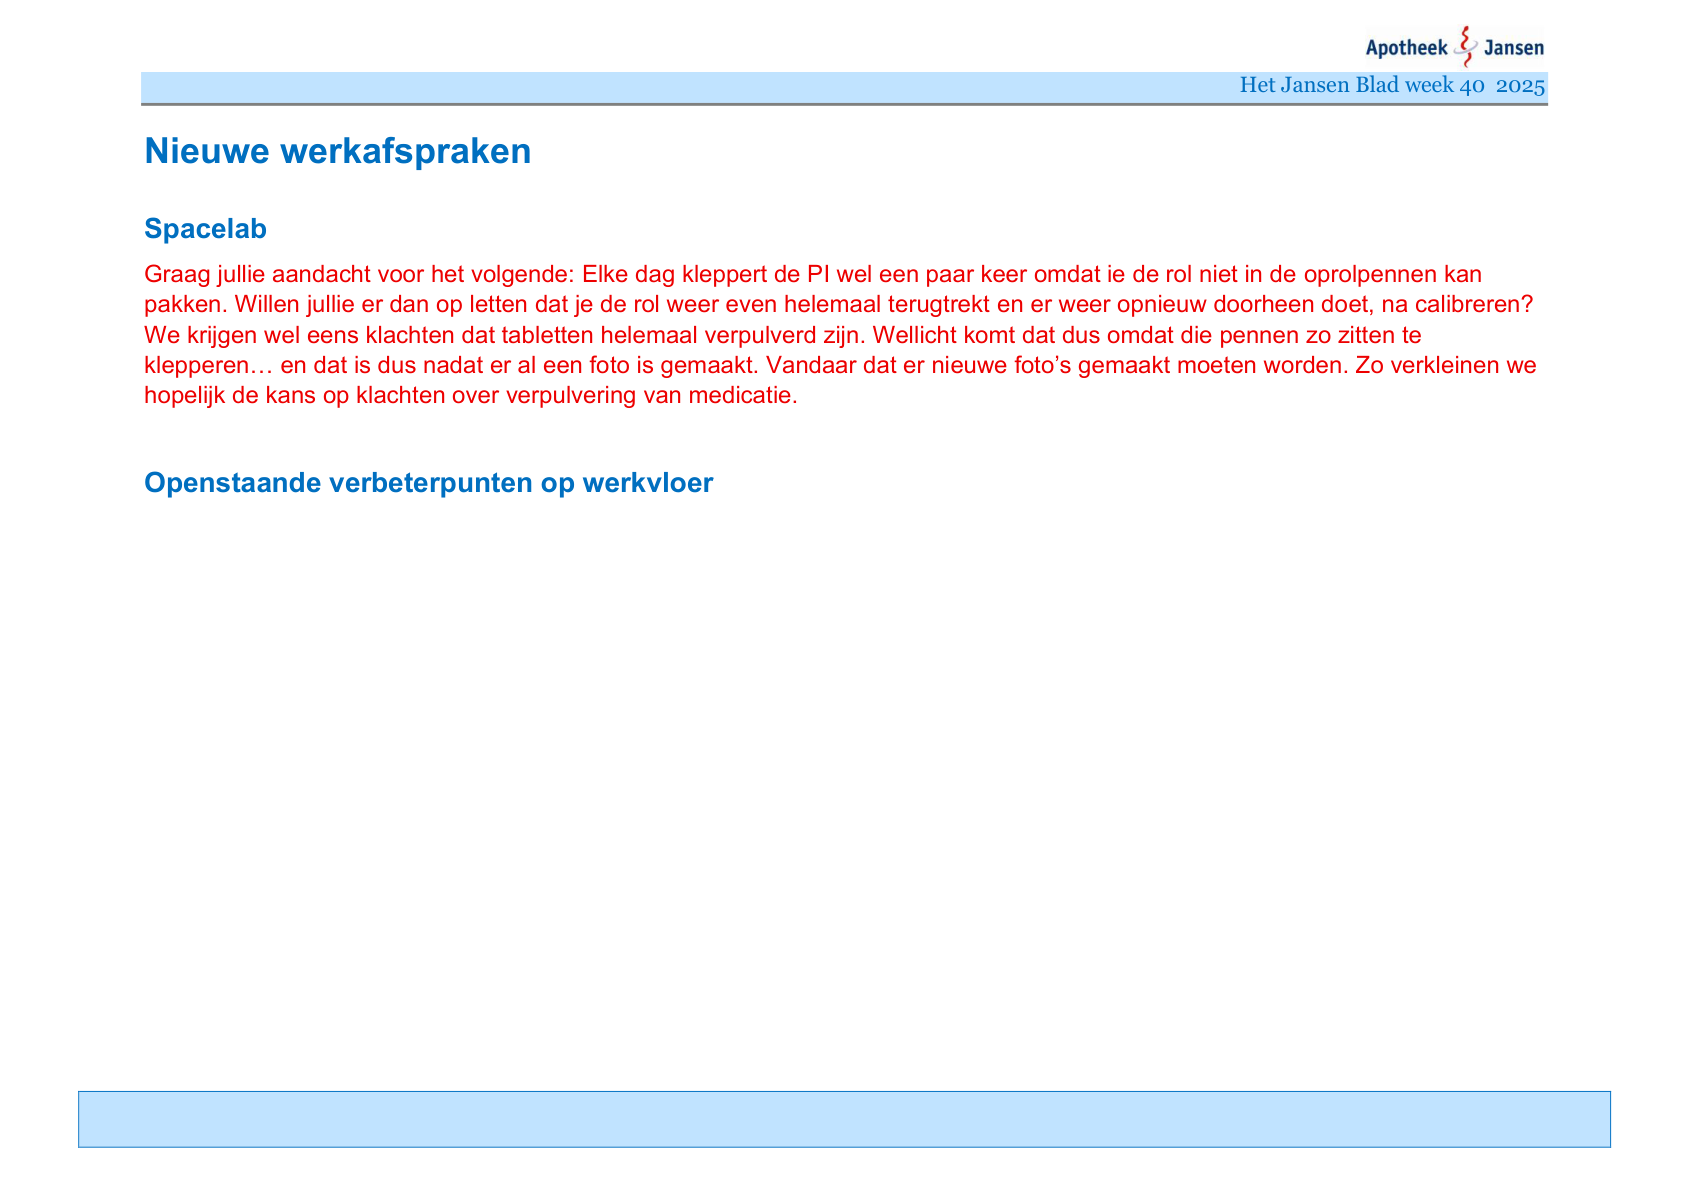 Apotheek Jansen
Het Jansen Blad week 40 2025
Nieuwe werkafspraken
Spacelab
Graag jullie aandacht voor het volgende: Elke dag kleppert de PI wel een paar keer omdat ie de rol niet in de oprolpennen kan
pakken. Willen jullie er dan op letten dat je de rol weer even helemaal terugtrekt en er weer opnieuw doorheen doet, na calibreren?
We krijgen wel eens klachten dat tabletten helemaal verpulverd zijn. Wellicht komt dat dus omdat die pennen zo zitten te
klepperen… en dat is dus nadat er al een foto is gemaakt. Vandaar dat er nieuwe foto’s gemaakt moeten worden. Zo verkleinen we
hopelijk de kans op klachten over verpulvering van medicatie.
Openstaande verbeterpunten op werkvloer